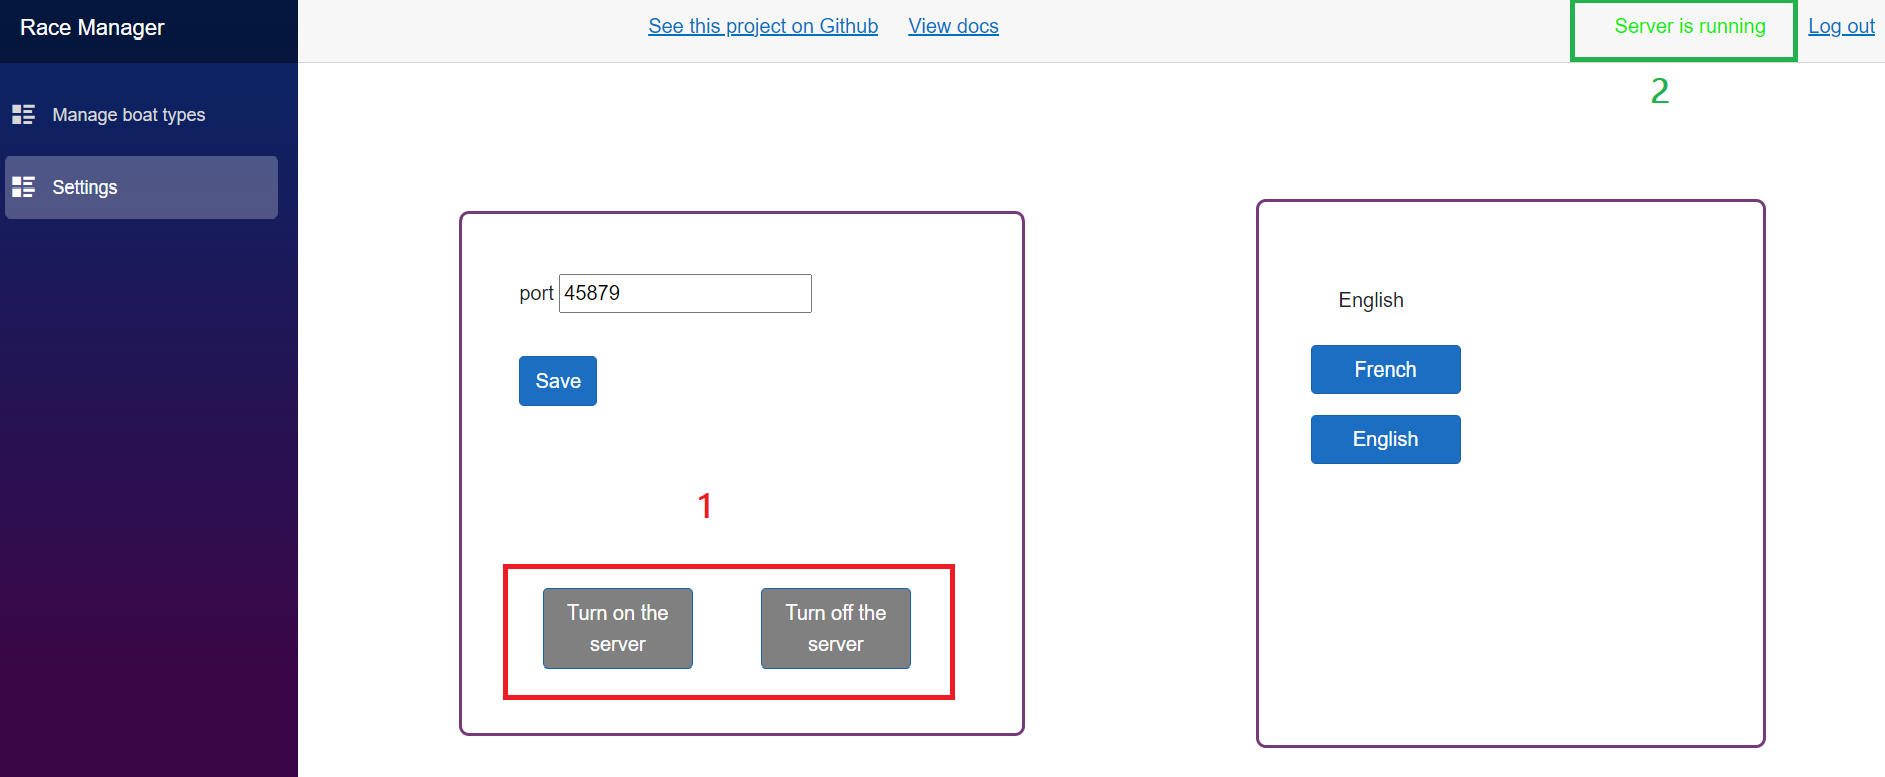 Race Manager
See this project on Github
View docs
Server is running
Log out
2
Manage boat types
Settings
port 45879
Save
1
Turn on the
server
Turn off the
server
English
French
English